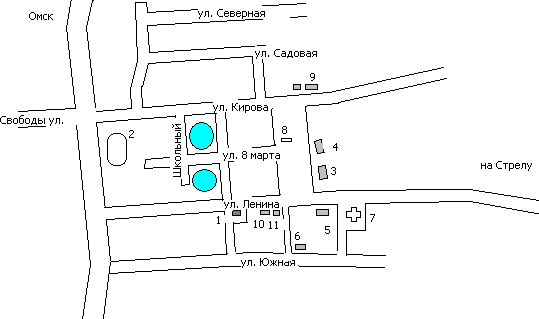 Омск
ул. Северная
ул. Садовая
9
ул. Кирова
Свободы ул.
Школьный
2
8
4
ул. 8 марта
на Стрелу
3
ул. Ленина
1
10
11
5
7
6
ул. Южная